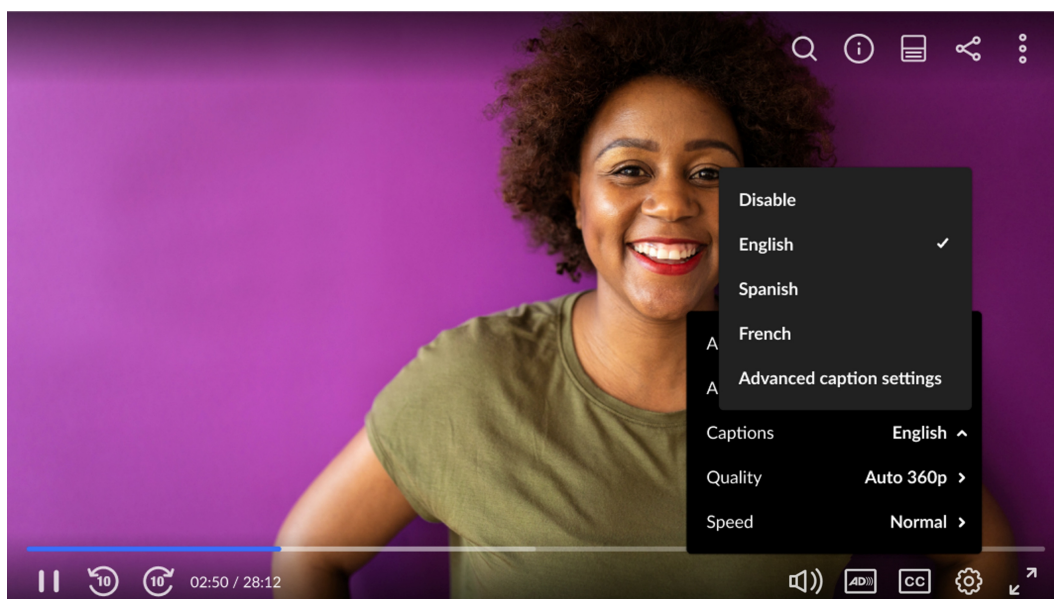 Disable
English
Spanish
French
Advanced caption settings
A
A
Captions English
Quality Auto 360p
Speed Normal
10 10 02:50 / 28:12 AD CC